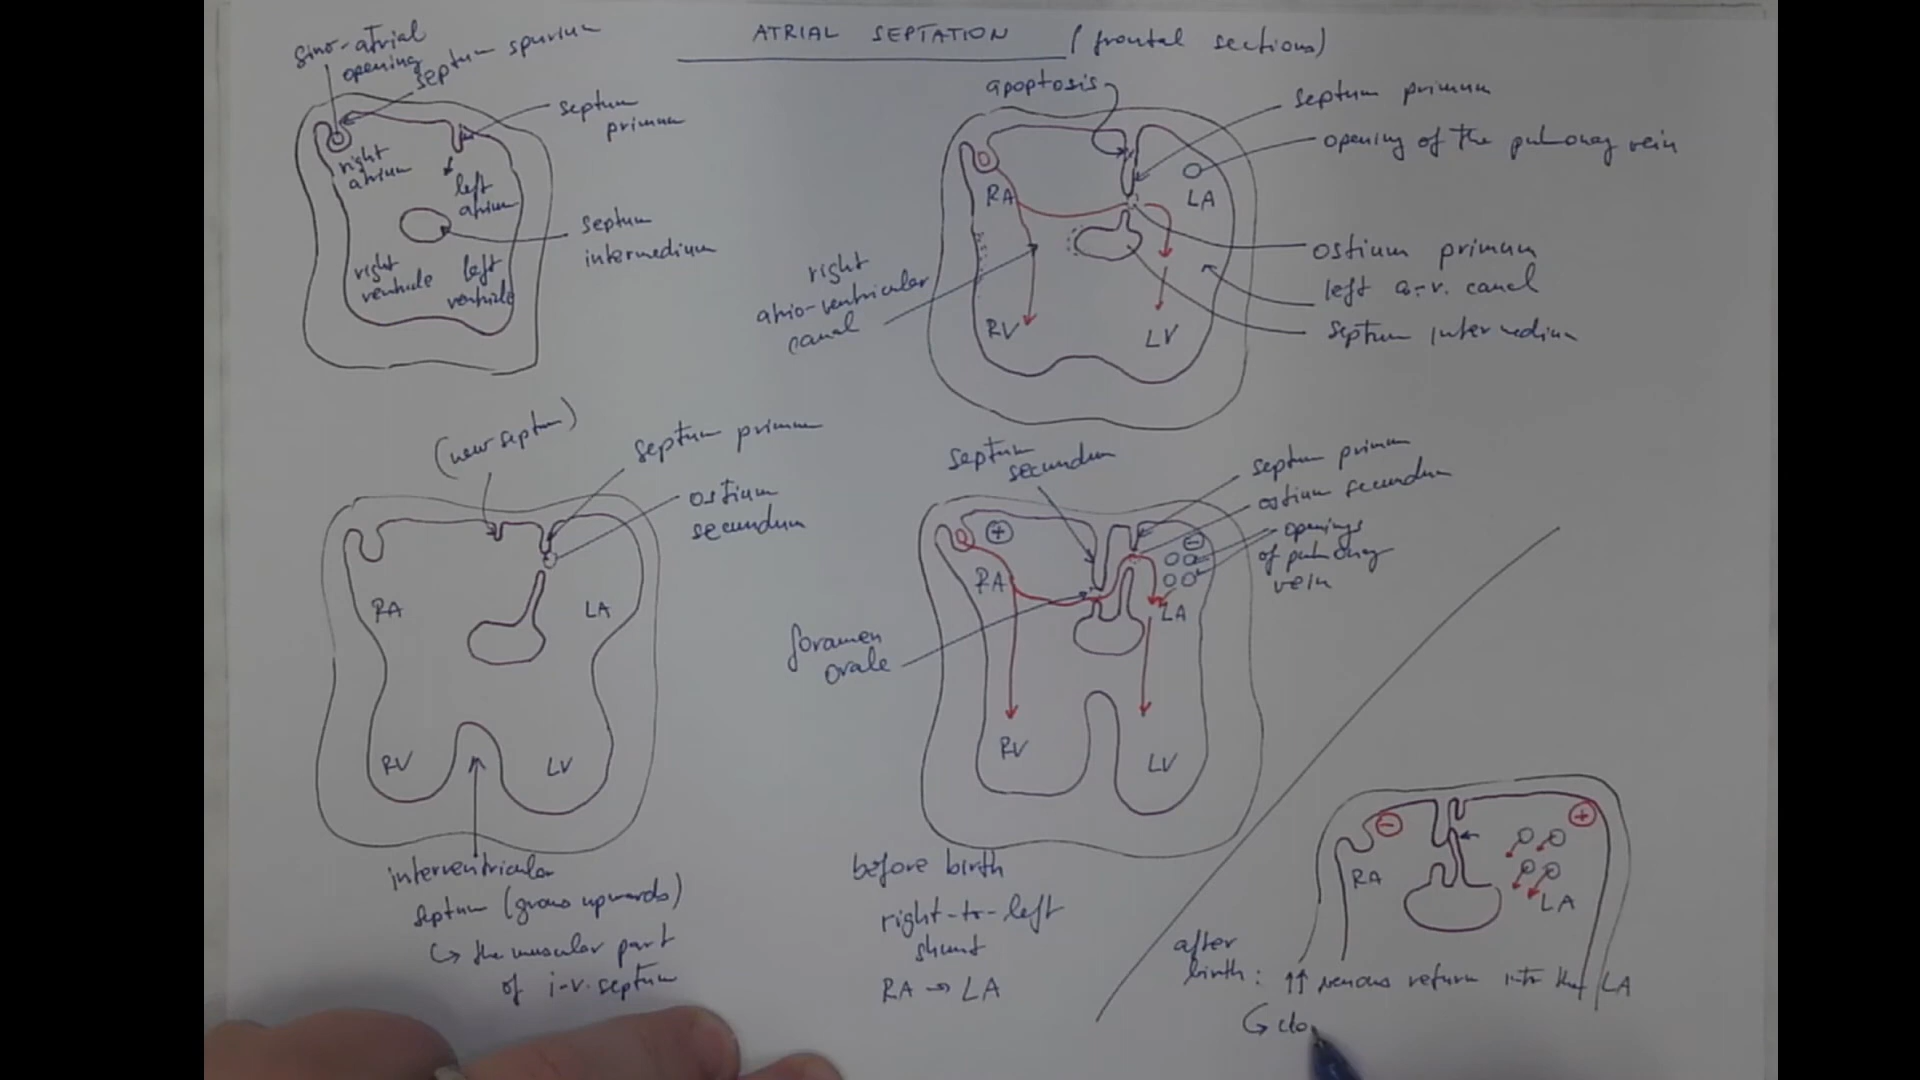 ATRIAL SEPTATION (frontal sections)
sino-atrial
opening
septum spurium
septum
primum
right
atrium
left
atrium
septum
intermedium
right
ventricle
left
ventricle
apoptosis
septum primum
opening of the pulmonary vein
RA
LA
ostium primum
left a-v. canal
septum intermedium
right
atrio-ventricular
canal
RV
LV
(new septum)
septum primum
ostium
secundum
RA
LA
RV
LV
interventricular
septum (grows upwards)
↳ the muscular part
of i-v. septum
septum
secundum
septum primum
ostium secundum
openings
of pulmonary
vein
+
−
RA
LA
foramen
ovale
RV
LV
before birth
right-to-left
shunt
RA → LA
−
+
RA
LA
after
birth: ↑↑ venous return into the LA
↳ clo